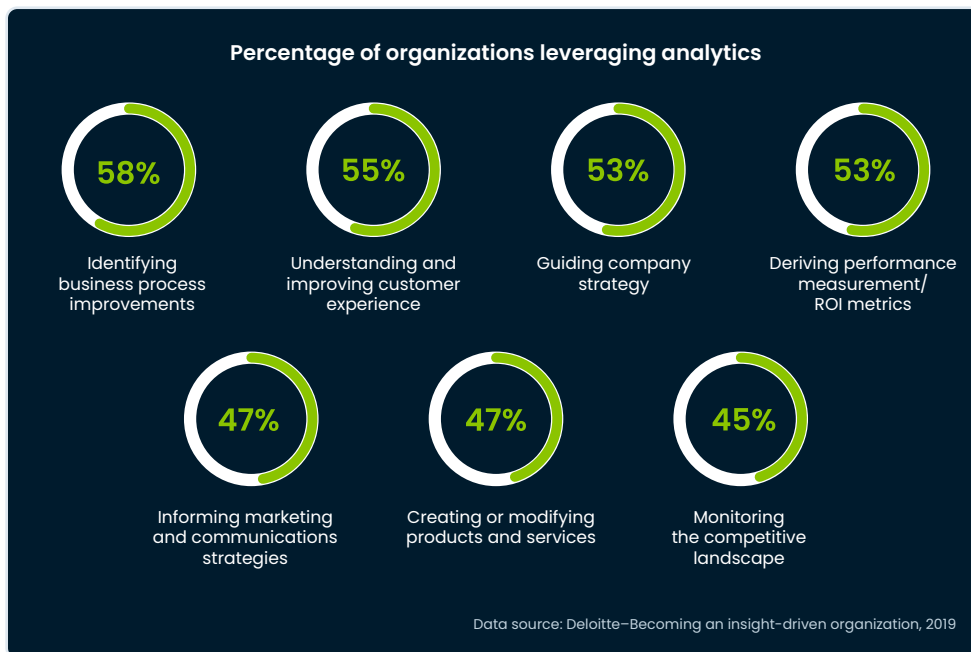 Percentage of organizations leveraging analytics
58%
Identifying
business process
improvements
55%
Understanding and
improving customer
experience
53%
Guiding company
strategy
53%
Deriving performance
measurement/
ROI metrics
47%
Informing marketing
and communications
strategies
47%
Creating or modifying
products and services
45%
Monitoring
the competitive
landscape
Data source: Deloitte–Becoming an insight-driven organization, 2019